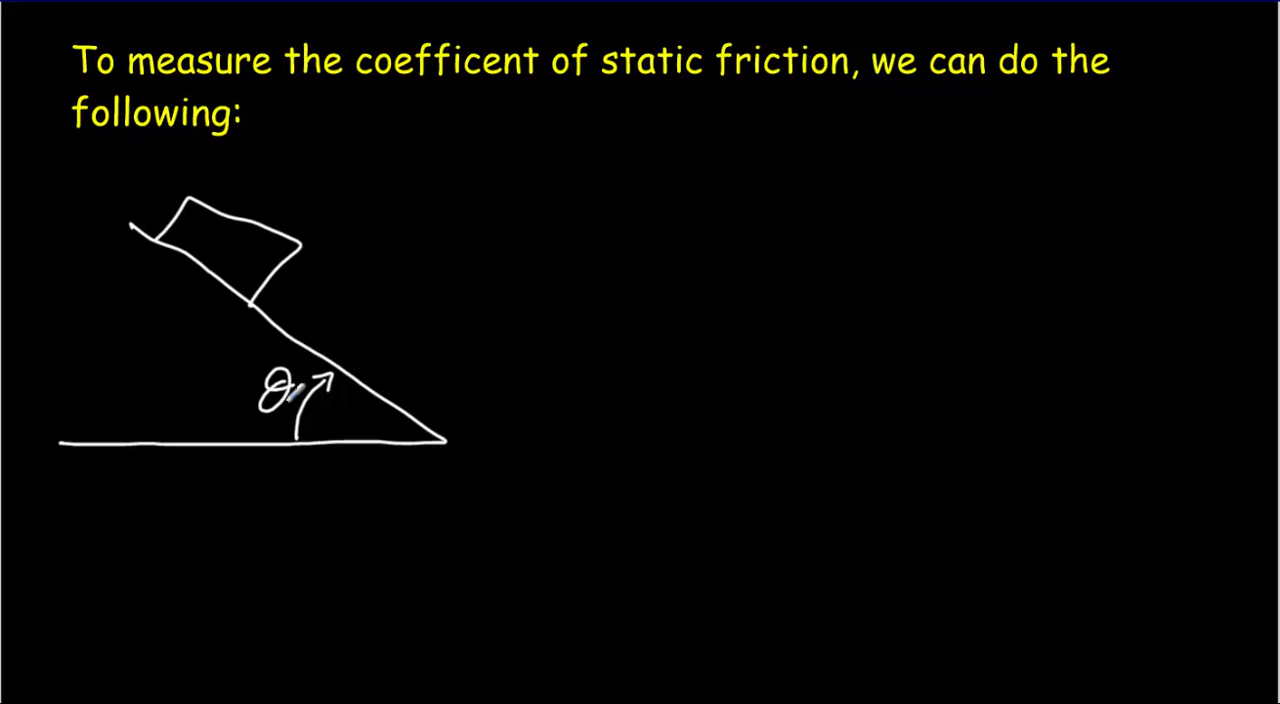 To measure the coefficent of static friction, we can do the
following:
θ